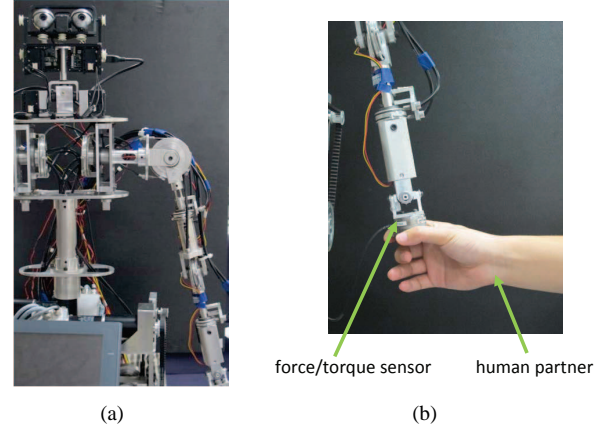 force/torque sensor
human partner
(a)
(b)